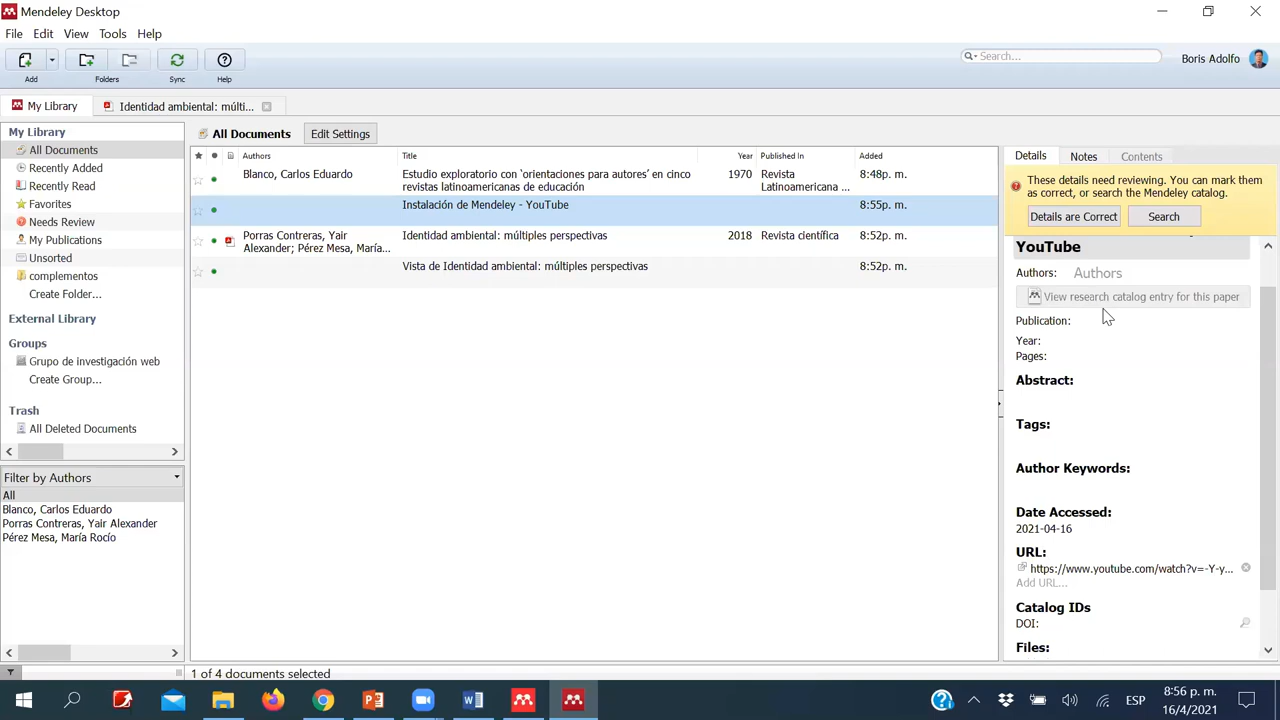 Mendeley Desktop
File Edit View Tools Help
Search...
Boris Adolfo
Add Folders Sync Help
My Library
Identidad ambiental: múlti...
My Library
All Documents
Recently Added
Recently Read
Favorites
Needs Review
My Publications
Unsorted
complementos
Create Folder...
External Library
Groups
Grupo de investigación web
Create Group...
Trash
All Deleted Documents
Filter by Authors
All
Blanco, Carlos Eduardo
Porras Contreras, Yair Alexander
Pérez Mesa, María Rocío
All Documents Edit Settings
Authors Title Year Published In Added
Blanco, Carlos Eduardo Estudio exploratorio con ‘orientaciones para autores’ en cinco 1970 Revista 8:48p. m.
revistas latinoamericanas de educación Latinoamericana ...
Instalación de Mendeley - YouTube 8:55p. m.
Porras Contreras, Yair Identidad ambiental: múltiples perspectivas 2018 Revista científica 8:52p. m.
Alexander; Pérez Mesa, María...
Vista de Identidad ambiental: múltiples perspectivas 8:52p. m.
Details Notes Contents
These details need reviewing. You can mark them
as correct, or search the Mendeley catalog.
Details are Correct Search
YouTube
Authors: Authors
View research catalog entry for this paper
Publication:
Year:
Pages:
Abstract:
Tags:
Author Keywords:
Date Accessed:
2021-04-16
URL:
https://www.youtube.com/watch?v=-Y-y...
Add URL...
Catalog IDs
DOI:
Files:
1 of 4 documents selected
ESP
8:56 p. m.
16/4/2021